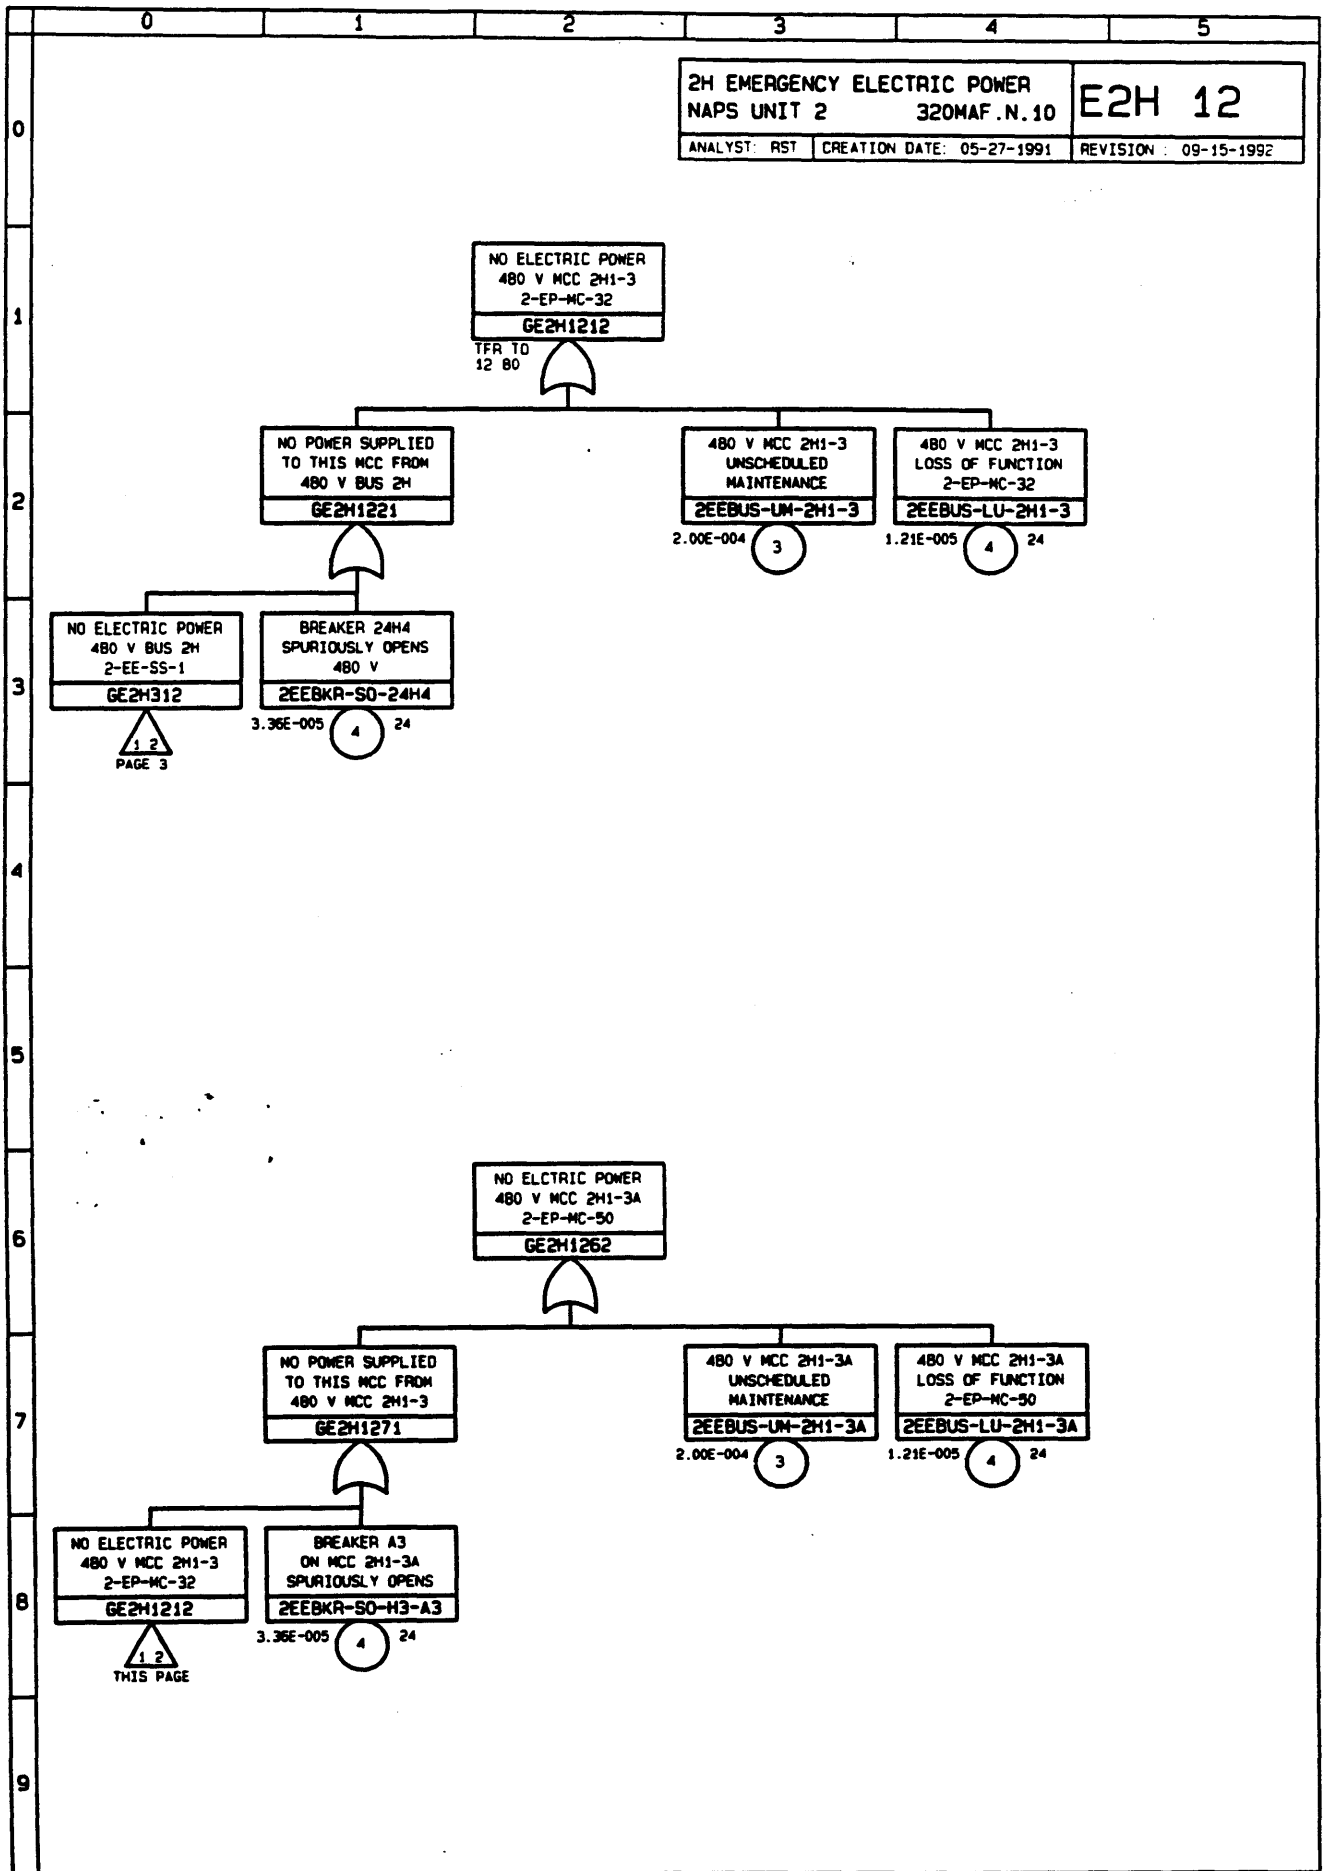 0 1 2 3 4 5
2H EMERGENCY ELECTRIC POWER
NAPS UNIT 2 320MAF.N.10
E2H 12
ANALYST: RST CREATION DATE: 05-27-1991 REVISION : 09-15-1992
0
NO ELECTRIC POWER
480 V MCC 2H1-3
2-EP-MC-32
GE2H1212
TFR TO
12 80
1
NO POWER SUPPLIED
TO THIS MCC FROM
480 V BUS 2H
GE2H1221
480 V MCC 2H1-3
UNSCHEDULED
MAINTENANCE
2EEBUS-UM-2H1-3
2.00E-004 3
480 V MCC 2H1-3
LOSS OF FUNCTION
2-EP-MC-32
2EEBUS-LU-2H1-3
1.21E-005 4 24
2
NO ELECTRIC POWER
480 V BUS 2H
2-EE-SS-1
GE2H312
1 2
PAGE 3
BREAKER 24H4
SPURIOUSLY OPENS
480 V
2EEBKR-SO-24H4
3.36E-005 4 24
3
4
5
NO ELCTRIC POWER
480 V MCC 2H1-3A
2-EP-MC-50
GE2H1262
6
NO POWER SUPPLIED
TO THIS MCC FROM
480 V MCC 2H1-3
GE2H1271
480 V MCC 2H1-3A
UNSCHEDULED
MAINTENANCE
2EEBUS-UM-2H1-3A
2.00E-004 3
480 V MCC 2H1-3A
LOSS OF FUNCTION
2-EP-MC-50
2EEBUS-LU-2H1-3A
1.21E-005 4 24
7
NO ELECTRIC POWER
480 V MCC 2H1-3
2-EP-MC-32
GE2H1212
1 2
THIS PAGE
BREAKER A3
ON MCC 2H1-3A
SPURIOUSLY OPENS
2EEBKR-SO-H3-A3
3.36E-005 4 24
8
9